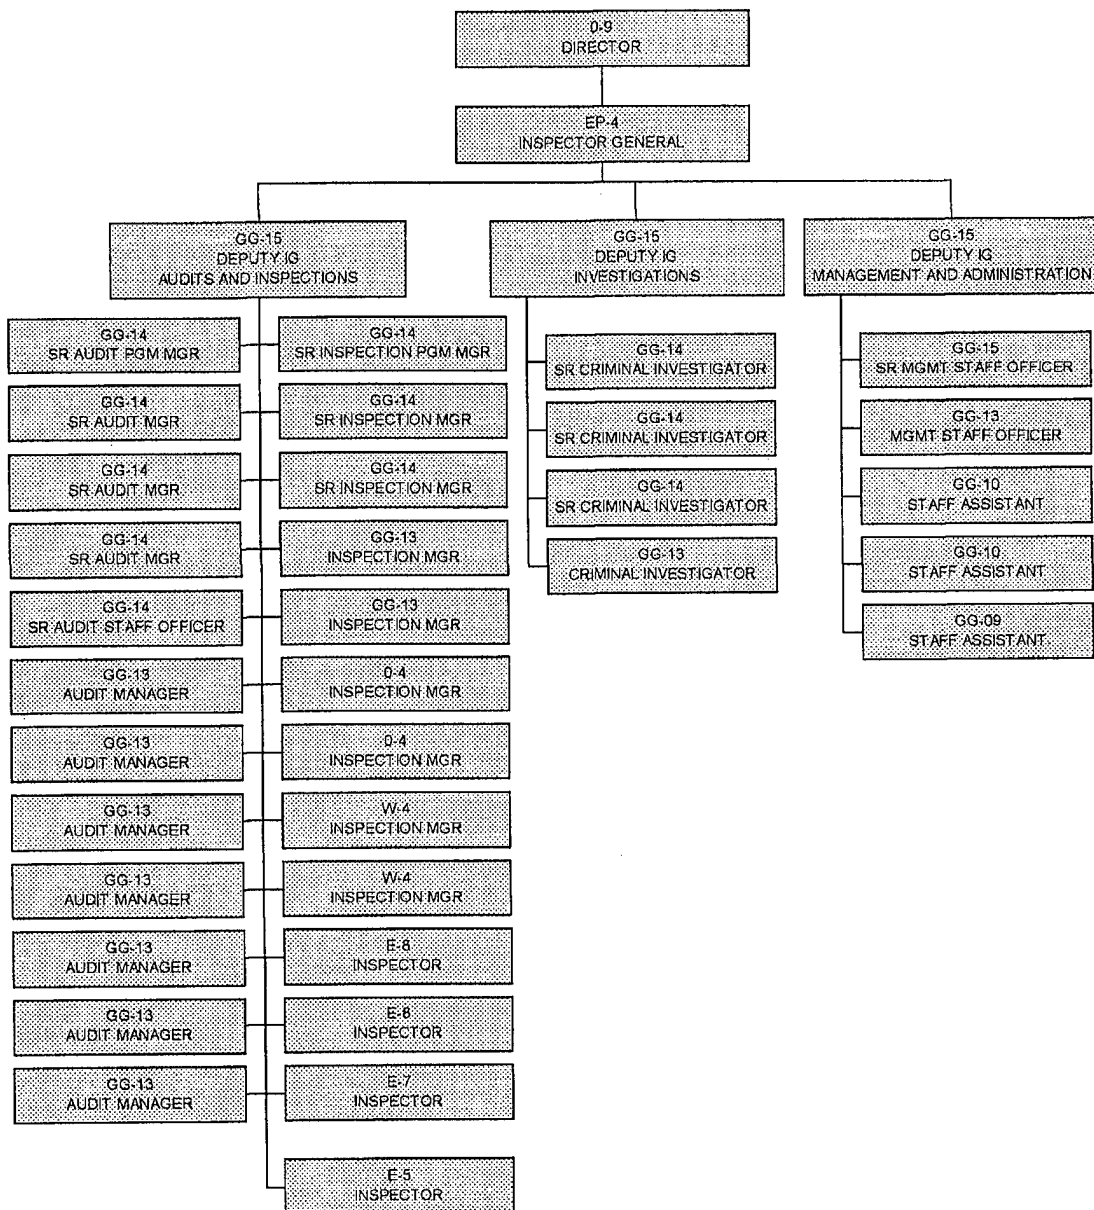 0-9
DIRECTOR
EP-4
INSPECTOR GENERAL
GG-15
DEPUTY IG
AUDITS AND INSPECTIONS
GG-15
DEPUTY IG
INVESTIGATIONS
GG-15
DEPUTY IG
MANAGEMENT AND ADMINISTRATION
GG-14
SR AUDIT PGM MGR
GG-14
SR AUDIT MGR
GG-14
SR AUDIT MGR
GG-14
SR AUDIT MGR
GG-14
SR AUDIT STAFF OFFICER
GG-13
AUDIT MANAGER
GG-13
AUDIT MANAGER
GG-13
AUDIT MANAGER
GG-13
AUDIT MANAGER
GG-13
AUDIT MANAGER
GG-13
AUDIT MANAGER
GG-13
AUDIT MANAGER
GG-14
SR INSPECTION PGM MGR
GG-14
SR INSPECTION MGR
GG-14
SR INSPECTION MGR
GG-13
INSPECTION MGR
GG-13
INSPECTION MGR
0-4
INSPECTION MGR
0-4
INSPECTION MGR
W-4
INSPECTION MGR
W-4
INSPECTION MGR
E-8
INSPECTOR
E-8
INSPECTOR
E-7
INSPECTOR
E-5
INSPECTOR
GG-14
SR CRIMINAL INVESTIGATOR
GG-14
SR CRIMINAL INVESTIGATOR
GG-14
SR CRIMINAL INVESTIGATOR
GG-13
CRIMINAL INVESTIGATOR
GG-15
SR MGMT STAFF OFFICER
GG-13
MGMT STAFF OFFICER
GG-10
STAFF ASSISTANT
GG-10
STAFF ASSISTANT
GG-09
STAFF ASSISTANT